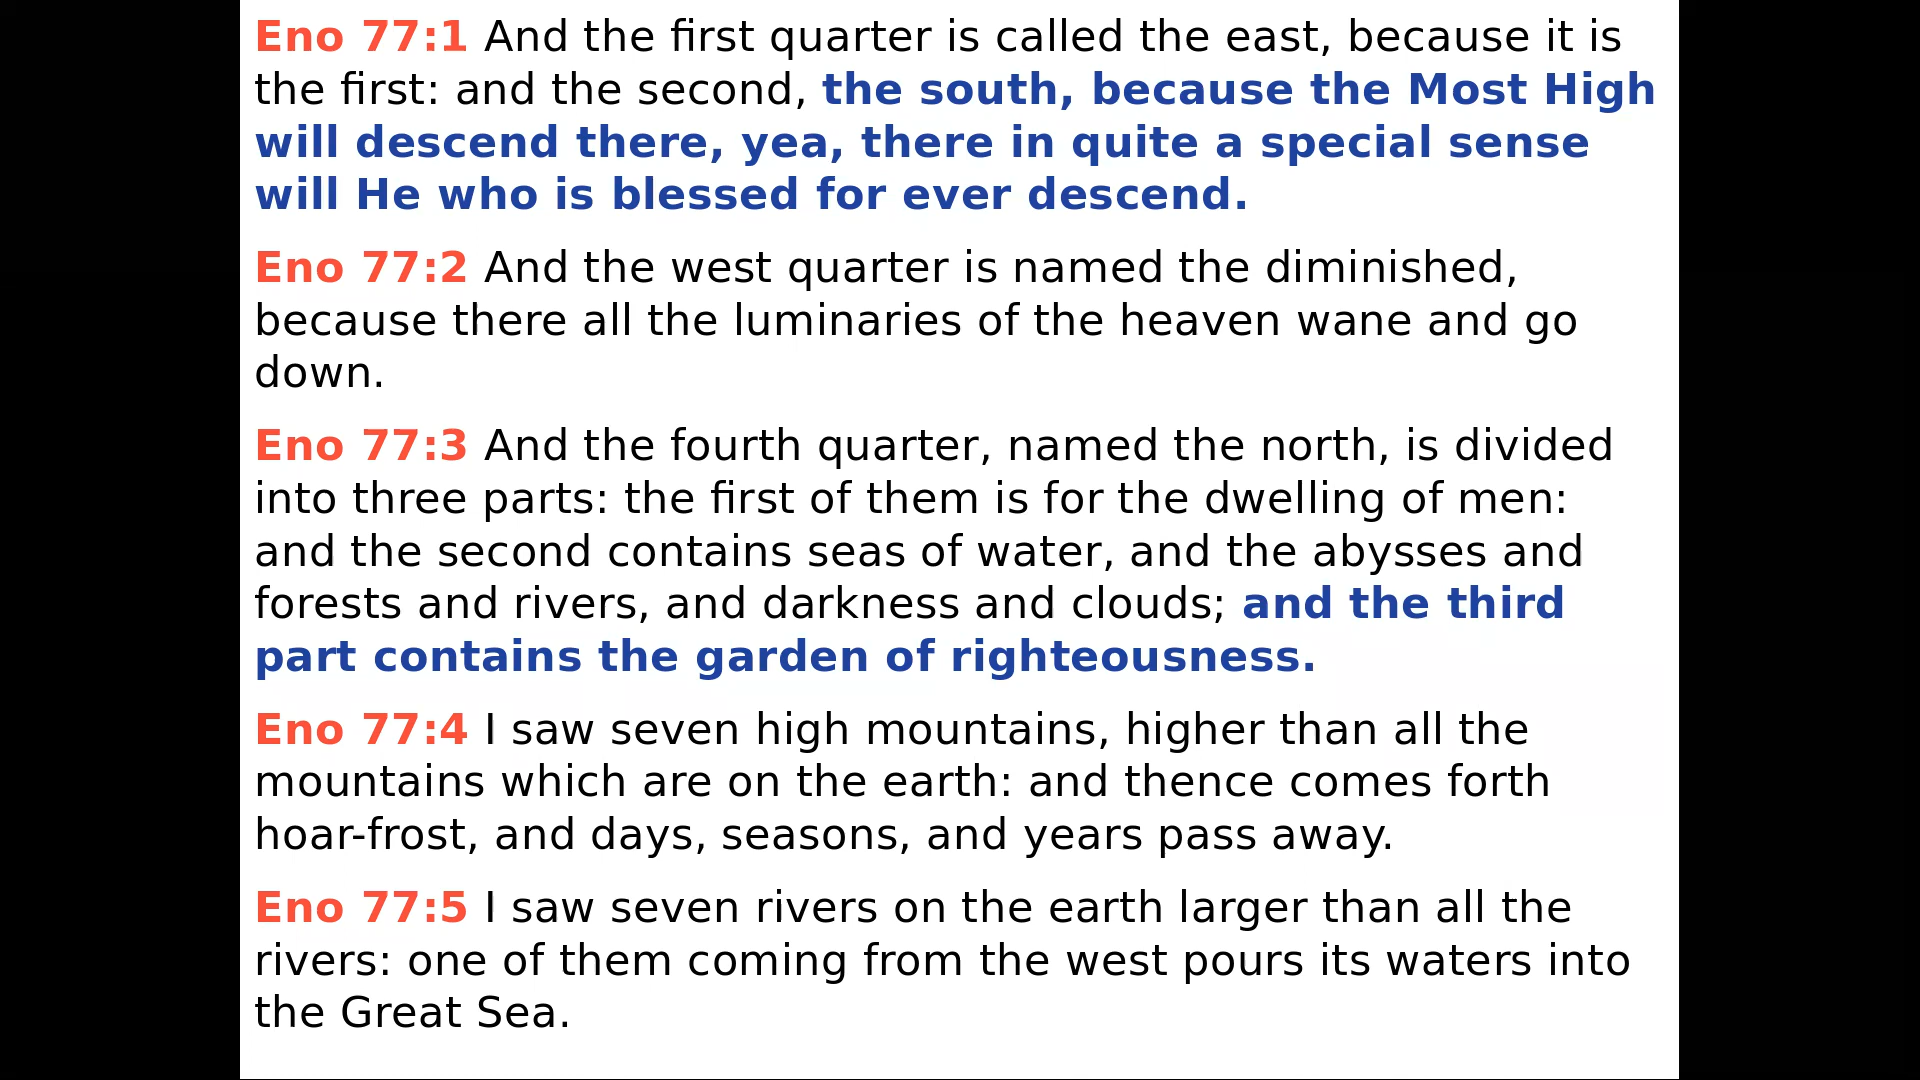 Eno 77:1 And the first quarter is called the east, because it is
the first: and the second, the south, because the Most High
will descend there, yea, there in quite a special sense
will He who is blessed for ever descend.
Eno 77:2 And the west quarter is named the diminished,
because there all the luminaries of the heaven wane and go
down.
Eno 77:3 And the fourth quarter, named the north, is divided
into three parts: the first of them is for the dwelling of men:
and the second contains seas of water, and the abysses and
forests and rivers, and darkness and clouds; and the third
part contains the garden of righteousness.
Eno 77:4 I saw seven high mountains, higher than all the
mountains which are on the earth: and thence comes forth
hoar-frost, and days, seasons, and years pass away.
Eno 77:5 I saw seven rivers on the earth larger than all the
rivers: one of them coming from the west pours its waters into
the Great Sea.